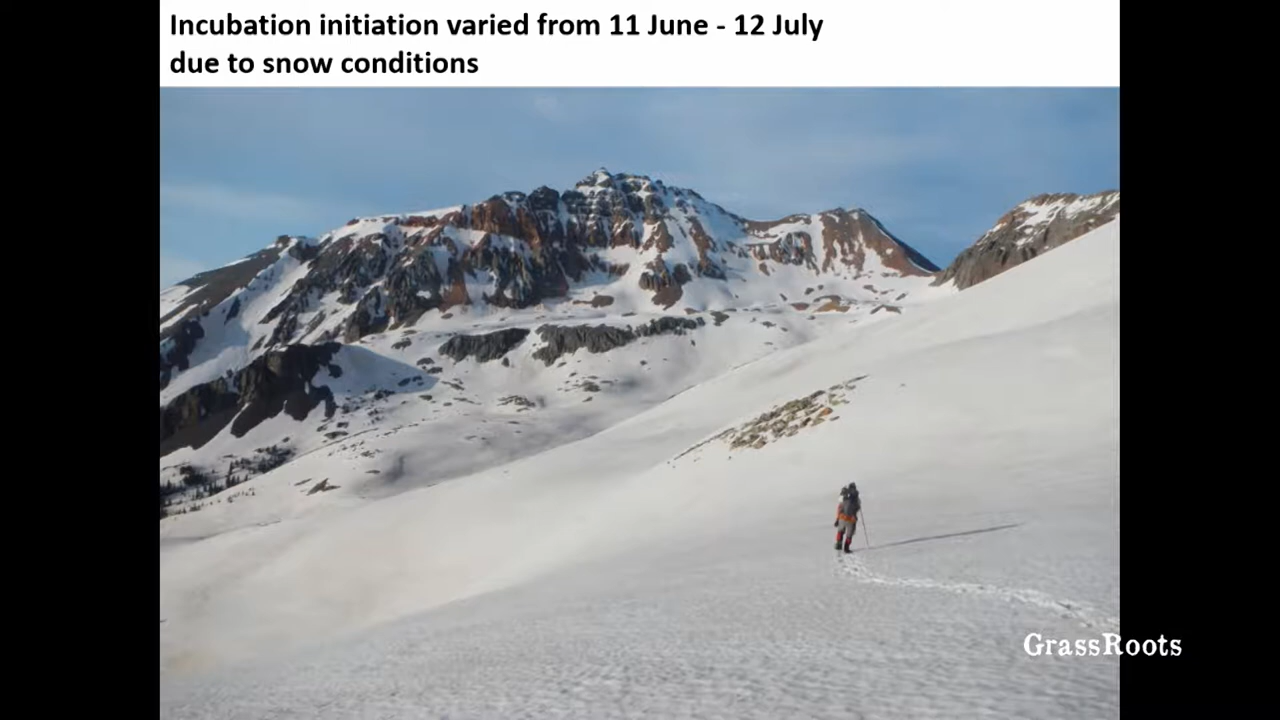 Incubation initiation varied from 11 June - 12 July
due to snow conditions
GrassRoots